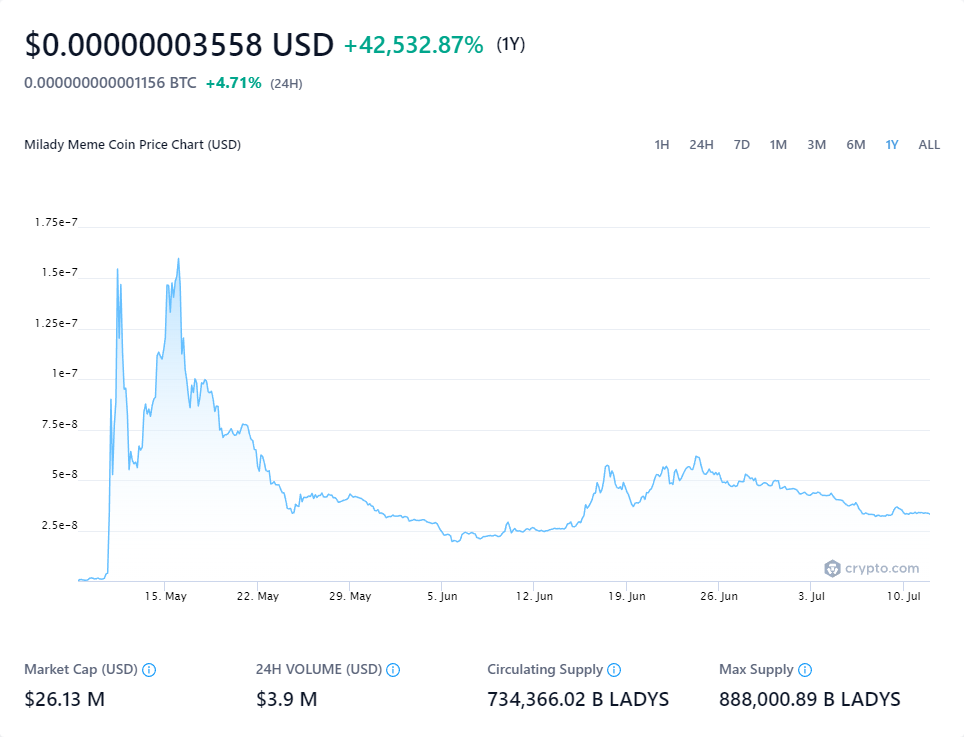 $0.00000003558 USD +42,532.87% (1Y)
0.000000000001156 BTC +4.71% (24H)
Milady Meme Coin Price Chart (USD) 1H 24H 7D 1M 3M 6M 1Y ALL
1.75e-7
1.5e-7
1.25e-7
1e-7
7.5e-8
5e-8
2.5e-8
crypto.com
15. May 22. May 29. May 5. Jun 12. Jun 19. Jun 26. Jun 3. Jul 10. Jul
Market Cap (USD) 24H VOLUME (USD) Circulating Supply Max Supply
$26.13 M $3.9 M 734,366.02 B LADYS 888,000.89 B LADYS